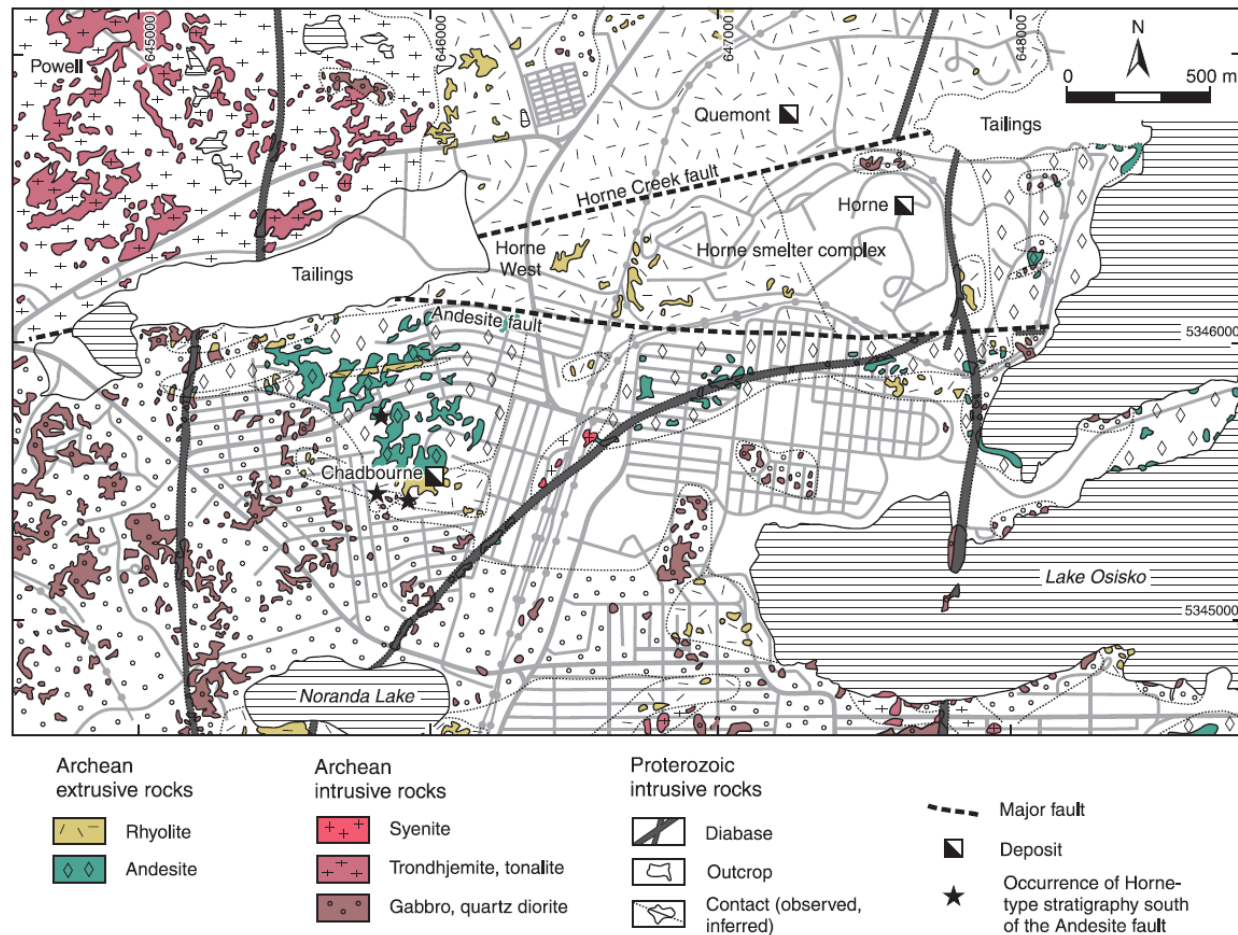 645000
646000
647000
648000
N
0 500 m
Powell
Quemont
Tailings
Horne Creek fault
Horne
Horne
West
Horne smelter complex
Tailings
Andesite fault
5346000
Chadbourne
Lake Osisko
5345000
Noranda Lake
Archean
extrusive rocks
Rhyolite
Andesite
Archean
intrusive rocks
Syenite
Trondhjemite, tonalite
Gabbro, quartz diorite
Proterozoic
intrusive rocks
Diabase
Outcrop
Contact (observed,
inferred)
Major fault
Deposit
Occurrence of Horne-
type stratigraphy south
of the Andesite fault